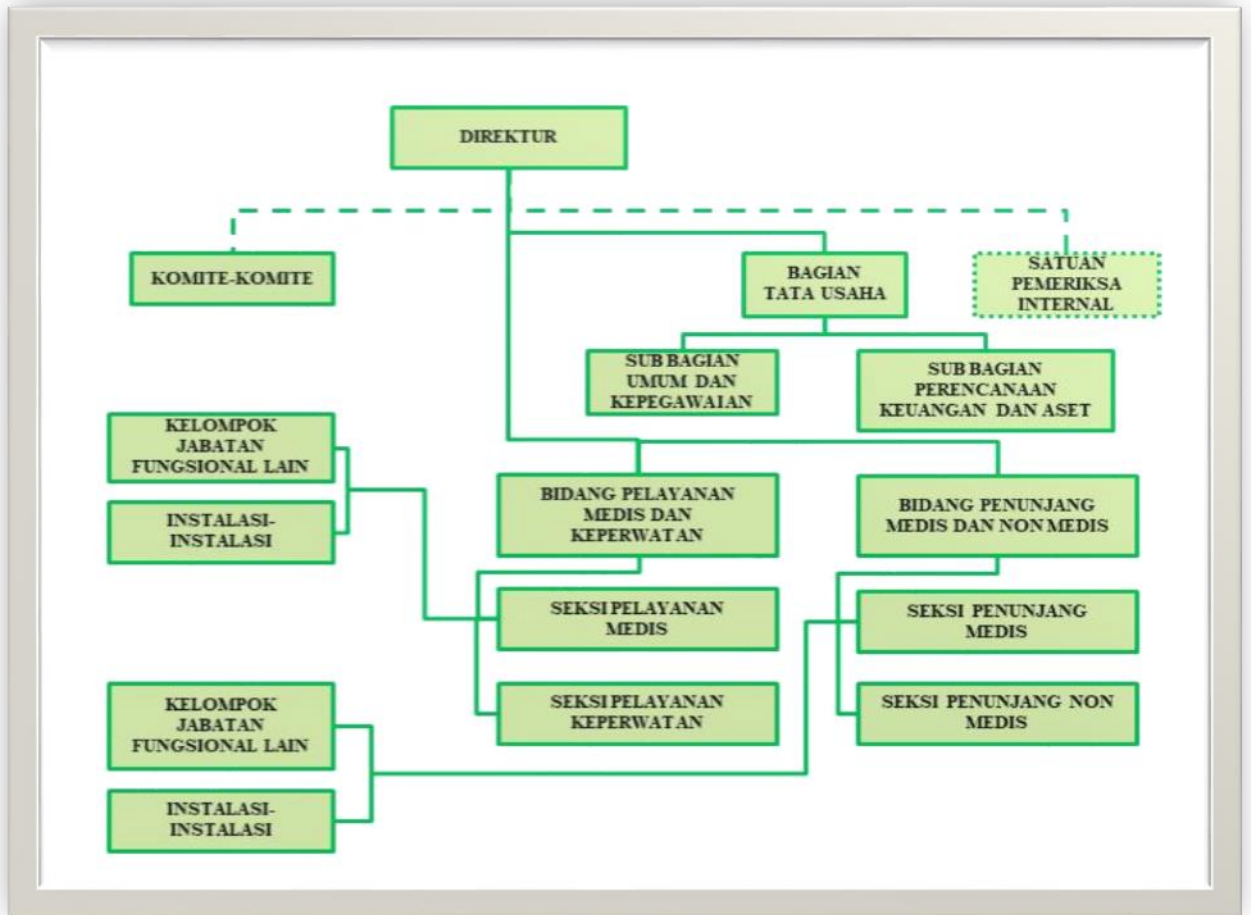 DIREKTUR
KOMITE-KOMITE
BAGIAN
TATA USAHA
SATUAN
PEMERIKSA
INTERNAL
SUB BAGIAN
UMUM DAN
KEPEGAWAIAN
SUB BAGIAN
PERENCANAAN
KEUANGAN DAN ASET
KELOMPOK
JABATAN
FUNGSIONAL LAIN
INSTALASI-
INSTALASI
BIDANG PELAYANAN
MEDIS DAN
KEPERWATAN
BIDANG PENUNJANG
MEDIS DAN NON MEDIS
SEKSI PELAYANAN
MEDIS
SEKSI PENUNJANG
MEDIS
KELOMPOK
JABATAN
FUNGSIONAL LAIN
SEKSI PELAYANAN
KEPERWATAN
SEKSI PENUNJANG NON
MEDIS
INSTALASI-
INSTALASI